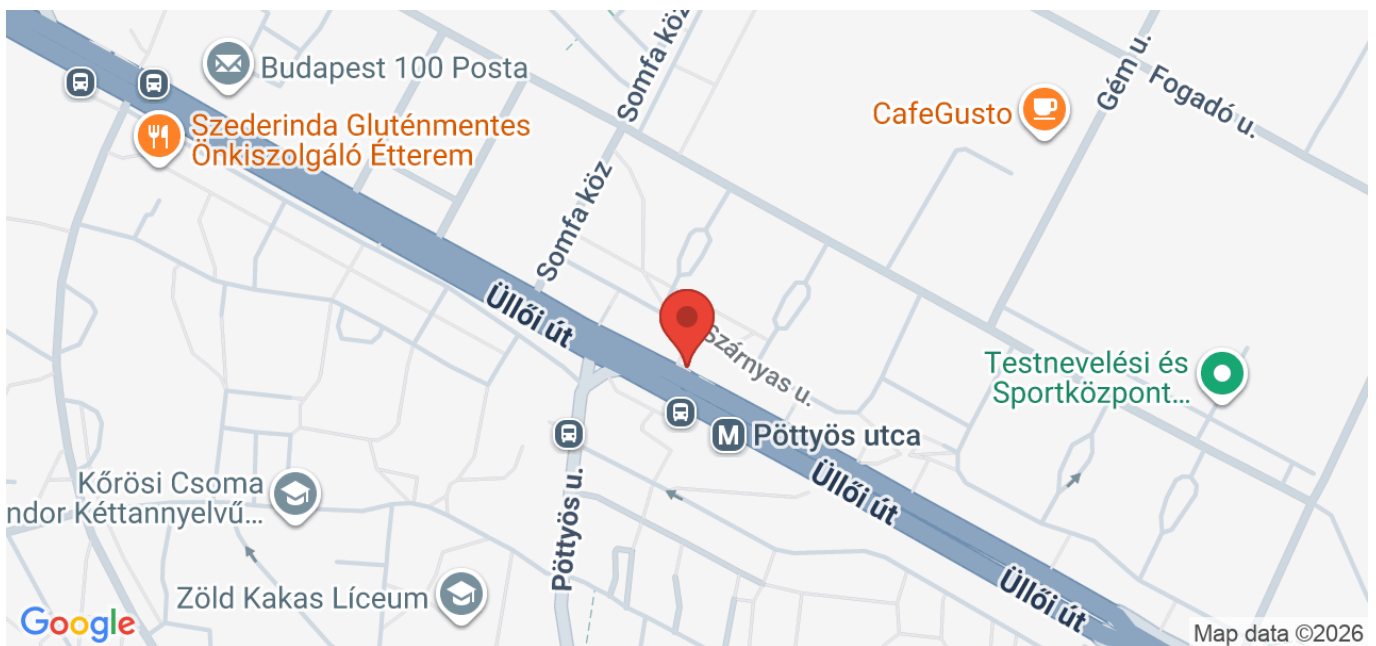 Budapest 100 Posta
Szederinda Gluténmentes
Önkiszolgáló Étterem
Somfa köz
Somfa köz
CafeGusto
Gém u.
Fogadó u.
Üllői út
Szárnyas u.
Testnevelési és
Sportközpont...
M Pöttyös utca
Üllői út
Kőrösi Csoma
ndor Kéttannyelvű...
Pöttyös u.
Zöld Kakas Líceum
Üllői út
Google
Map data ©2026